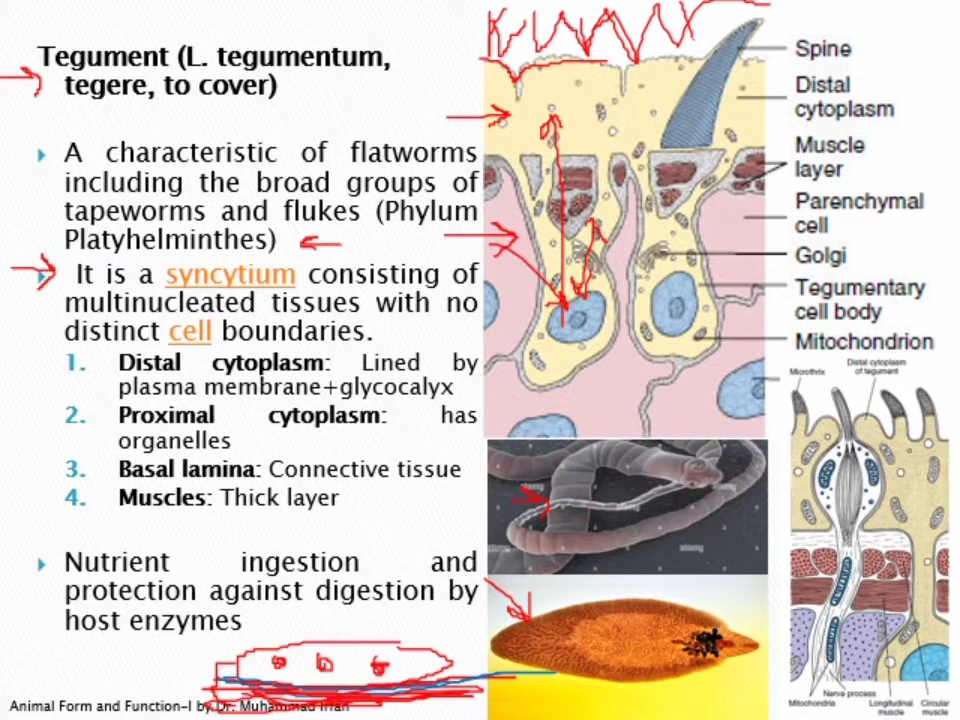 Tegument (L. tegumentum,
tegere, to cover)
A characteristic of flatworms
including the broad groups of
tapeworms and flukes (Phylum
Platyhelminthes)
It is a syncytium consisting of
multinucleated tissues with no
distinct cell boundaries.
1. Distal cytoplasm: Lined by
plasma membrane+glycocalyx
2. Proximal cytoplasm: has
organelles
3. Basal lamina: Connective tissue
4. Muscles: Thick layer
Nutrient ingestion and
protection against digestion by
host enzymes
Animal Form and Function-I by Dr. Muhammad Irfan
Spine
Distal
cytoplasm
Muscle
layer
Parenchymal
cell
Golgi
Tegumentary
cell body
Mitochondrion
Distal cytoplasm
of tegument
Microthrix
Nerve process
Mitochondria
Longitudinal
muscle
Circular
muscle